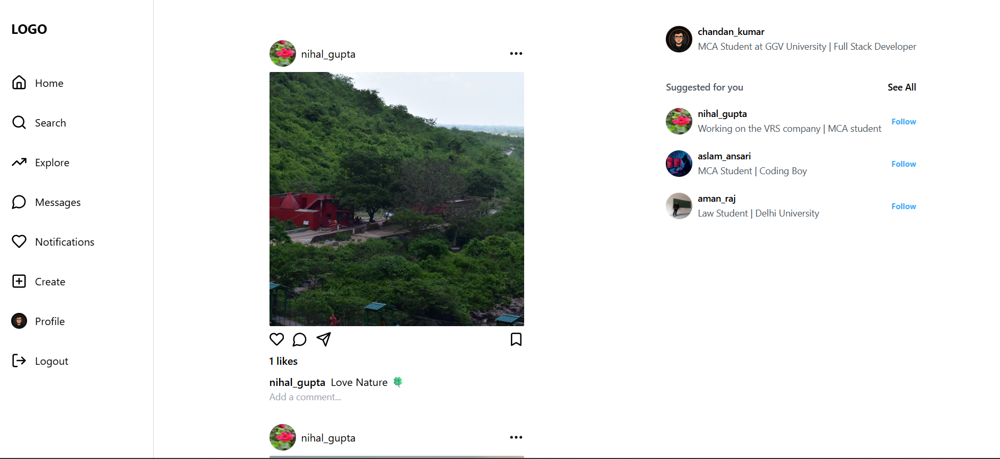 LOGO
Home
Search
Explore
Messages
Notifications
Create
Profile
Logout
nihal_gupta
1 likes
nihal_gupta Love Nature 🍀
Add a comment...
nihal_gupta
chandan_kumar
MCA Student at GGV University | Full Stack Developer
Suggested for you See All
nihal_gupta
Working on the VRS company | MCA student
Follow
aslam_ansari
MCA Student | Coding Boy
Follow
aman_raj
Law Student | Delhi University
Follow